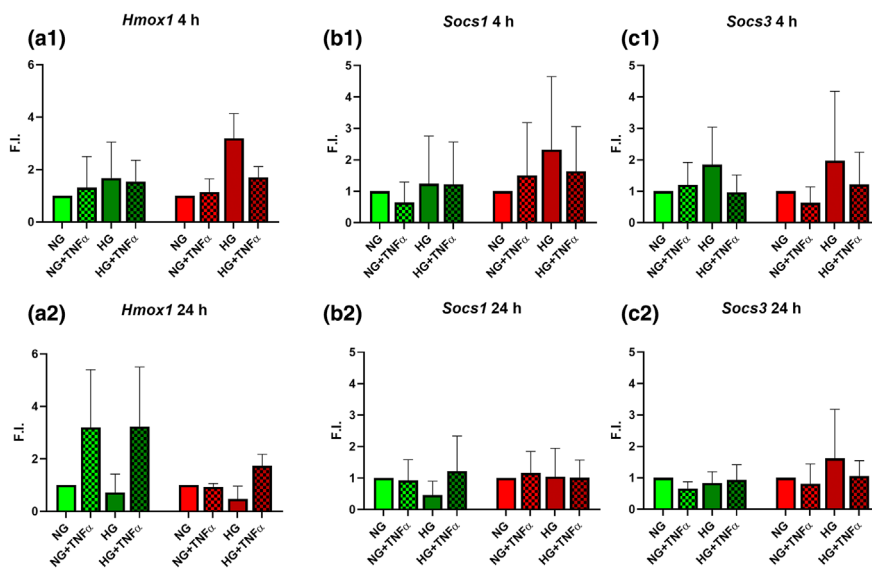 Hmox1 4 h
Socs1 4 h
Socs3 4 h
(a1)
(b1)
(c1)
6
4
2
0
F.I.
5
4
3
2
1
0
F.I.
5
4
3
2
1
0
F.I.
NG
NG+TNFα
HG
HG+TNFα
NG
NG+TNFα
HG
HG+TNFα
NG
NG+TNFα
HG
HG+TNFα
NG
NG+TNFα
HG
HG+TNFα
NG
NG+TNFα
HG
HG+TNFα
NG
NG+TNFα
HG
HG+TNFα
(a2)
Hmox1 24 h
(b2)
Socs1 24 h
(c2)
Socs3 24 h
6
4
2
0
F.I.
5
4
3
2
1
0
F.I.
5
4
3
2
1
0
F.I.
NG
NG+TNFα
HG
HG+TNFα
NG
NG+TNFα
HG
HG+TNFα
NG
NG+TNFα
HG
HG+TNFα
NG
NG+TNFα
HG
HG+TNFα
NG
NG+TNFα
HG
HG+TNFα
NG
NG+TNFα
HG
HG+TNFα